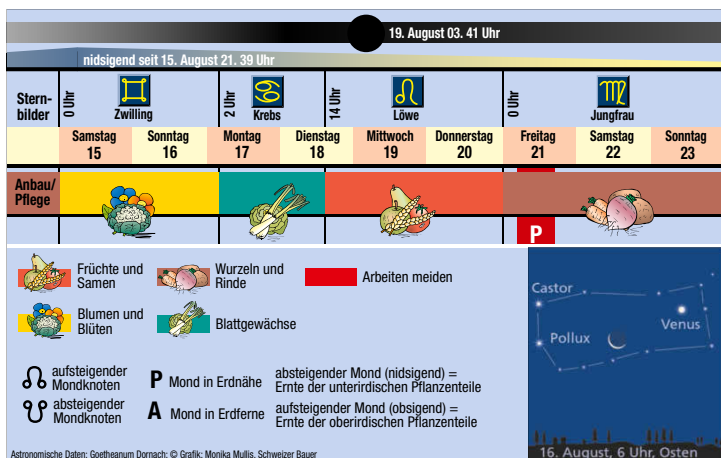 19. August 03. 41 Uhr
nidsigend seit 15. August 21. 39 Uhr
Stern-
bilder
0 Uhr
Zwilling
2 Uhr
Krebs
14 Uhr
Löwe
0 Uhr
Jungfrau
Samstag Sonntag Montag Dienstag Mittwoch Donnerstag Freitag Samstag Sonntag
15 16 17 18 19 20 21 22 23
Anbau/
Pflege
P
Früchte und
Samen
Wurzeln und
Rinde
Arbeiten meiden
Blumen und
Blüten
Blattgewächse
aufsteigender
Mondknoten
P Mond in Erdnähe
absteigender Mond (nidsigend) =
Ernte der unterirdischen Pflanzenteile
absteigender
Mondknoten
A Mond in Erdferne
aufsteigender Mond (obsigend) =
Ernte der oberirdischen Pflanzenteile
Castor
Venus
Pollux
16. August, 6 Uhr, Osten
Astronomische Daten: Goetheanum Dornach; © Grafik: Monika Mullis, Schweizer Bauer